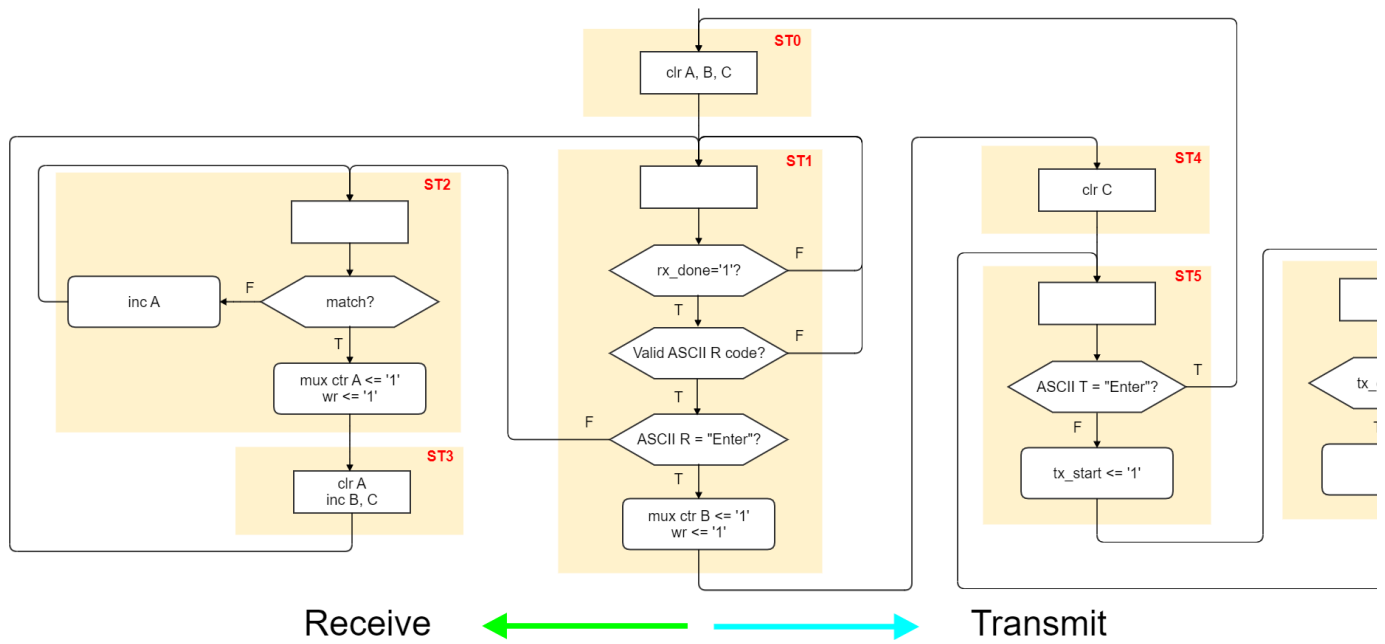 ST0
clr A, B, C
ST1
rx_done='1'?
F
T
Valid ASCII R code?
F
T
ASCII R = "Enter"?
F
T
mux ctr B <= '1'
wr <= '1'
ST2
match?
F
inc A
T
mux ctr A <= '1'
wr <= '1'
ST3
clr A
inc B, C
ST4
clr C
ST5
ASCII T = "Enter"?
T
F
tx_start <= '1'
Receive
Transmit